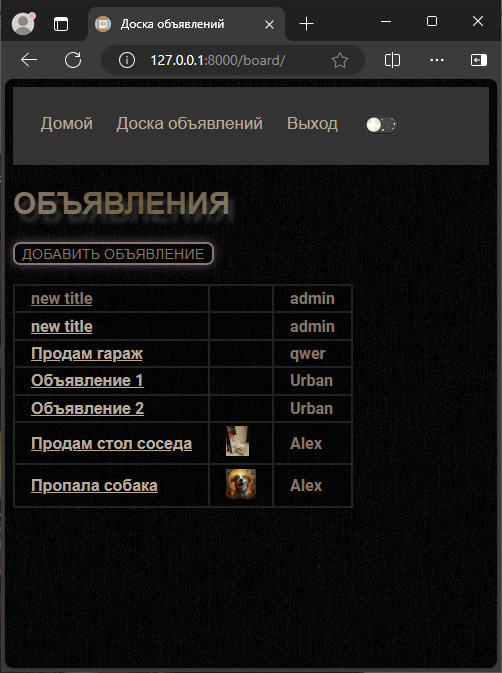 Доска объявлений
127.0.0.1:8000/board/
Домой Доска объявлений Выход
ОБЪЯВЛЕНИЯ
ДОБАВИТЬ ОБЪЯВЛЕНИЕ
new title admin
new title admin
Продам гараж qwer
Объявление 1 Urban
Объявление 2 Urban
Продам стол соседа Alex
Пропала собака Alex